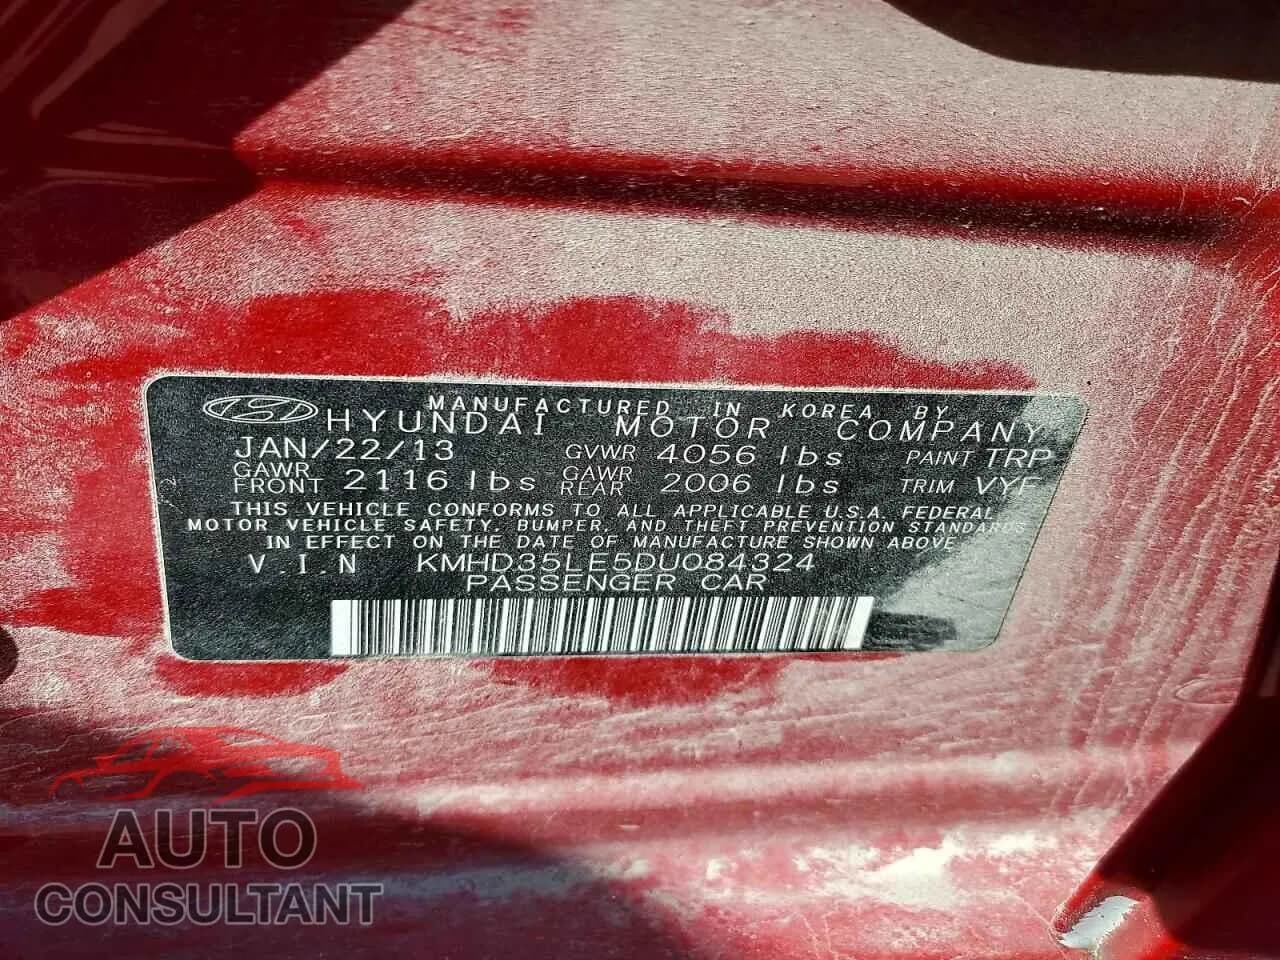 MANUFACTURED IN KOREA BY
HYUNDAI MOTOR COMPANY
JAN/22/13 GVWR 4056 lbs PAINT TRP
GAWR FRONT 2116 lbs GAWR REAR 2006 lbs TRIM VYF
THIS VEHICLE CONFORMS TO ALL APPLICABLE U.S.A. FEDERAL
MOTOR VEHICLE SAFETY, BUMPER, AND THEFT PREVENTION STANDARDS
IN EFFECT ON THE DATE OF MANUFACTURE SHOWN ABOVE
V.I.N KMHD35LE5DU084324
PASSENGER CAR
AUTO
CONSULTANT